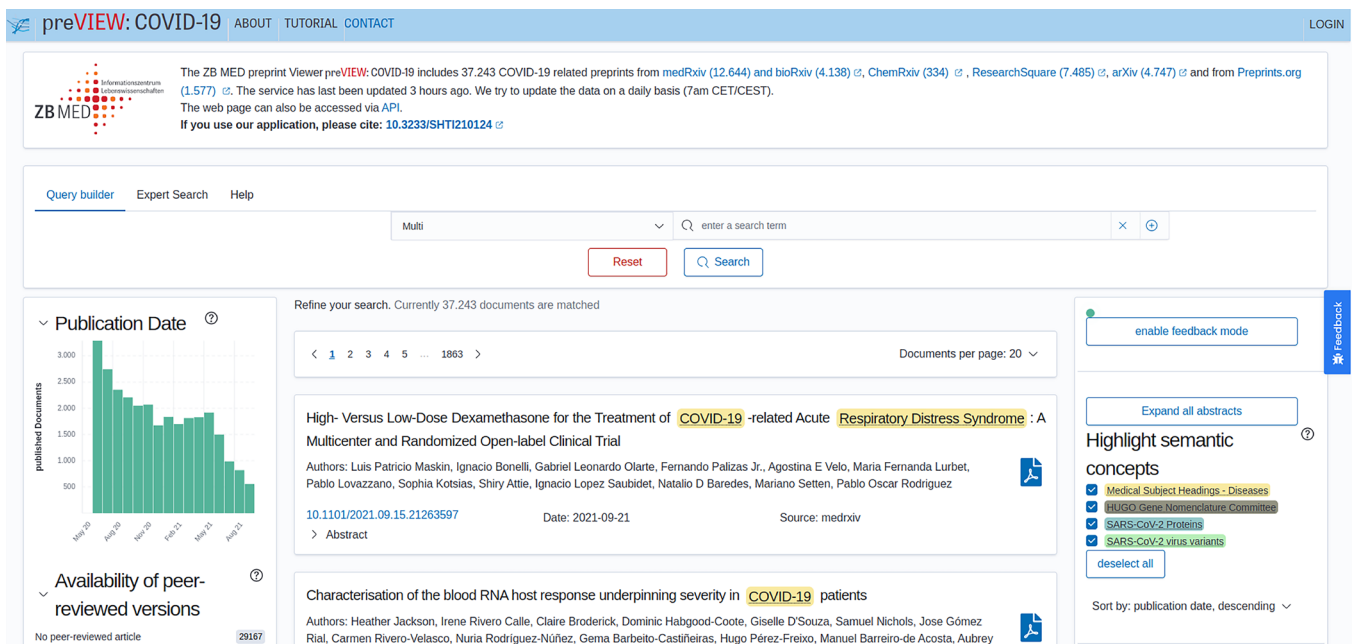 preVIEW: COVID-19 ABOUT TUTORIAL CONTACT LOGIN
Informationszentrum
Lebenswissenschaften
ZB MED
The ZB MED preprint Viewer preVIEW: COVID-19 includes 37.243 COVID-19 related preprints from medRxiv (12.644) and bioRxiv (4.138) , ChemRxiv (334) , ResearchSquare (7.485) , arXiv (4.747) and from Preprints.org
(1.577) . The service has last been updated 3 hours ago. We try to update the data on a daily basis (7am CET/CEST).
The web page can also be accessed via API.
If you use our application, please cite: 10.3233/SHTI210124
Query builder Expert Search Help
Multi enter a search term
Reset Search
Refine your search. Currently 37.243 documents are matched
Publication Date
3.000
2.500
2.000
1.500
1.000
500
published Documents
May 20 Aug 20 Nov 20 Feb 21 May 21 Aug 21
Availability of peer-
reviewed versions
No peer-reviewed article 29167
1 2 3 4 5 ... 1863 Documents per page: 20
High- Versus Low-Dose Dexamethasone for the Treatment of COVID-19 -related Acute Respiratory Distress Syndrome : A
Multicenter and Randomized Open-label Clinical Trial
Authors: Luis Patricio Maskin, Ignacio Bonelli, Gabriel Leonardo Olarte, Fernando Palizas Jr., Agostina E Velo, Maria Fernanda Lurbet,
Pablo Lovazzano, Sophia Kotsias, Shiry Attie, Ignacio Lopez Saubidet, Natalio D Baredes, Mariano Setten, Pablo Oscar Rodriguez
10.1101/2021.09.15.21263597 Date: 2021-09-21 Source: medrxiv
Abstract
Characterisation of the blood RNA host response underpinning severity in COVID-19 patients
Authors: Heather Jackson, Irene Rivero Calle, Claire Broderick, Dominic Habgood-Coote, Giselle D'Souza, Samuel Nichols, Jose Gómez
Rial, Carmen Rivero-Velasco, Nuria Rodríguez-Núñez, Gema Barbeito-Castiñeiras, Hugo Pérez-Freixo, Manuel Barreiro-de Acosta, Aubrey
enable feedback mode
Expand all abstracts
Highlight semantic
concepts
Medical Subject Headings - Diseases
HUGO Gene Nomenclature Committee
SARS-CoV-2 Proteins
SARS-CoV-2 virus variants
deselect all
Sort by: publication date, descending
Feedback